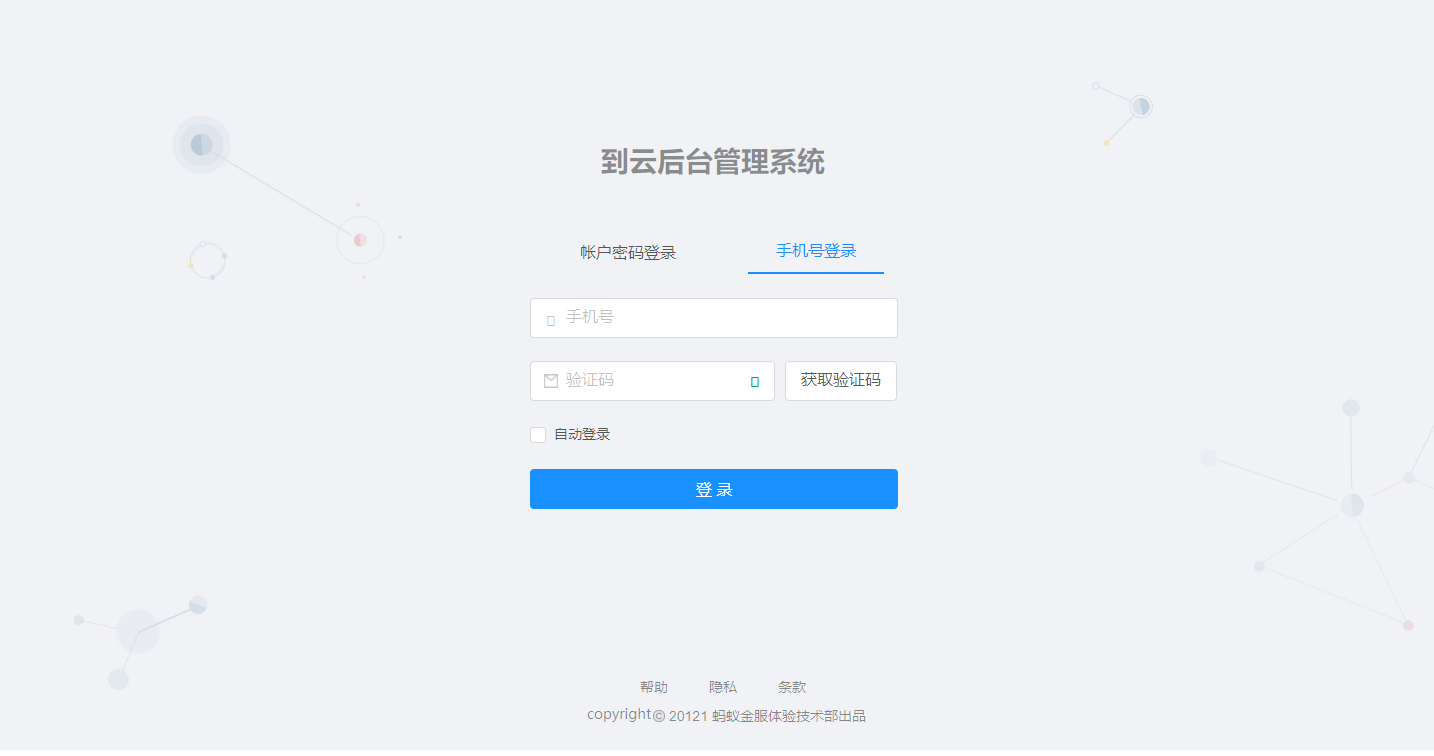 到云后台管理系统
帐户密码登录 手机号登录
手机号
验证码 获取验证码
自动登录
登 录
帮助 隐私 条款
copyright© 20121 蚂蚁金服体验技术部出品